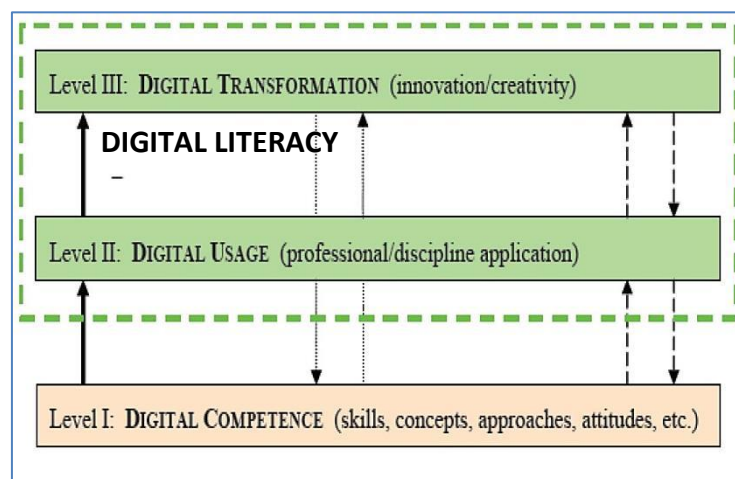 Level III: DIGITAL TRANSFORMATION (innovation/creativity)
DIGITAL LITERACY
–
Level II: DIGITAL USAGE (professional/discipline application)
Level I: DIGITAL COMPETENCE (skills, concepts, approaches, attitudes, etc.)